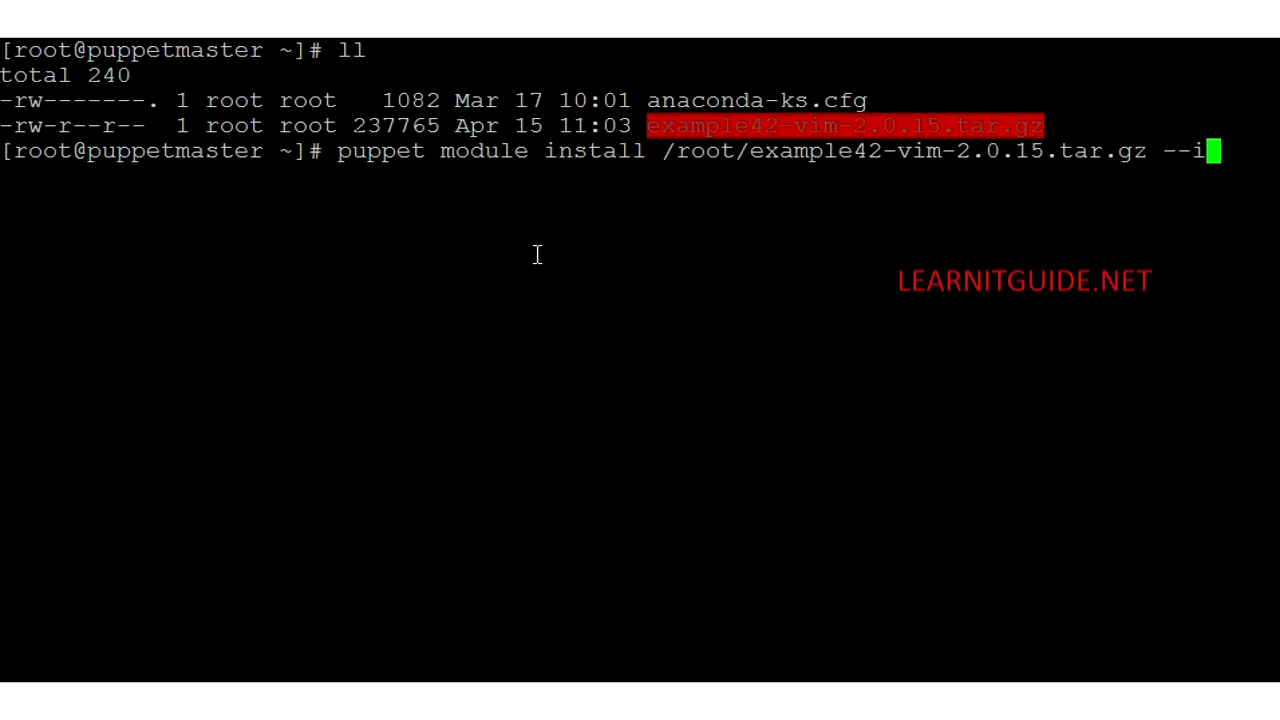 [root@puppetmaster ~]# ll
total 240
-rw-------. 1 root root   1082 Mar 17 10:01 anaconda-ks.cfg
-rw-r--r--  1 root root 237765 Apr 15 11:03 example42-vim-2.0.15.tar.gz
[root@puppetmaster ~]# puppet module install /root/example42-vim-2.0.15.tar.gz --i
LEARNITGUIDE.NET